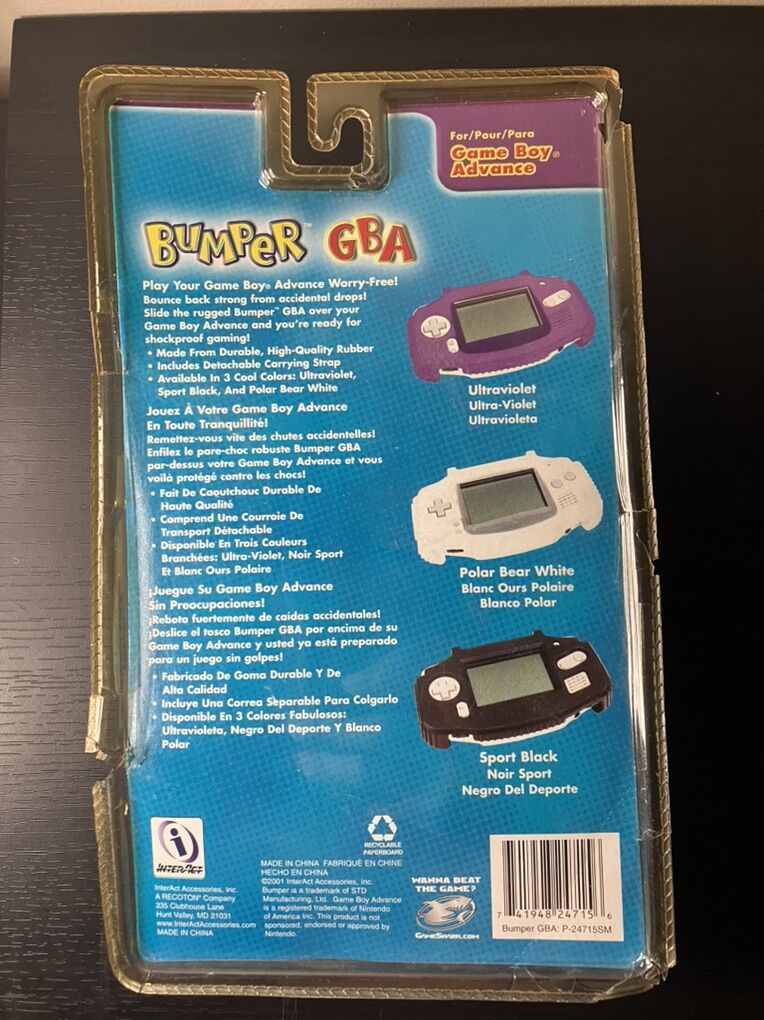 For/Pour/Para
Game Boy®
Advance
BUMPER™ GBA
Play Your Game Boy® Advance Worry-Free!
Bounce back strong from accidental drops!
Slide the rugged Bumper™ GBA over your
Game Boy Advance and you're ready for
shockproof gaming!
• Made From Durable, High-Quality Rubber
• Includes Detachable Carrying Strap
• Available In 3 Cool Colors: Ultraviolet,
Sport Black, And Polar Bear White
Jouez À Votre Game Boy Advance
En Toute Tranquillité!
Remettez-vous vite des chutes accidentelles!
Enfilez le pare-choc robuste Bumper GBA
par-dessus votre Game Boy Advance et vous
voilà protégé contre les chocs!
• Fait De Caoutchouc Durable De
Haute Qualité
• Comprend Une Courroie De
Transport Détachable
• Disponible En Trois Couleurs
Branchées: Ultra-Violet, Noir Sport
Et Blanc Ours Polaire
¡Juegue Su Game Boy Advance
Sin Preocupaciones!
¡Rebota fuertemente de caídas accidentales!
¡Deslice el tosco Bumper GBA por encima de su
Game Boy Advance y usted ya está preparado
para un juego sin golpes!
• Fabricado De Goma Durable Y De
Alta Calidad
• Incluye Una Correa Separable Para Colgarlo
• Disponible En 3 Colores Fabulosos:
Ultravioleta, Negro Del Deporte Y Blanco
Polar
Ultraviolet
Ultra-Violet
Ultravioleta
Polar Bear White
Blanc Ours Polaire
Blanco Polar
Sport Black
Noir Sport
Negro Del Deporte
INTERACT
InterAct Accessories, Inc.
A RECOTON® Company
335 Clubhouse Lane
Hunt Valley, MD 21031
www.InterActAccessories.com
MADE IN CHINA
RECYCLABLE
PAPERBOARD
MADE IN CHINA FABRIQUÉ EN CHINE
HECHO EN CHINA
©2001 InterAct Accessories, Inc.
Bumper is a trademark of STD
Manufacturing, Ltd. Game Boy Advance
is a registered trademark of Nintendo
of America Inc. This product is not
sponsored, endorsed or approved by
Nintendo.
WANNA BEAT
THE GAME?
GAMESHARK.COM
7 41948 24715 6
Bumper GBA: P-24715SM